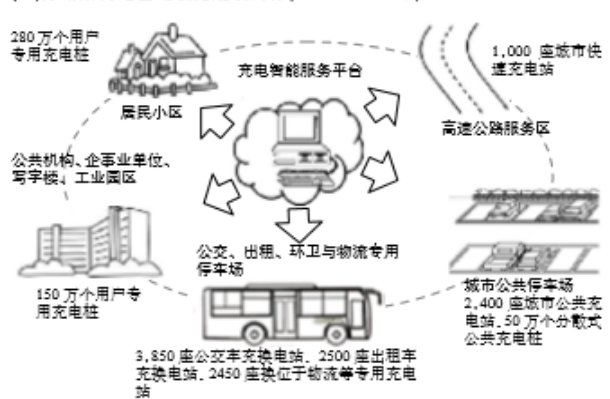 280 万个用户
专用充电桩
居民小区
充电智能服务平台
1,000 座城市快
速充电站
高速公路服务区
公共机构、企事业单位、
写字楼、工业园区
150 万个用户专
用充电桩
公交、出租、环卫与物流专用
停车场
3,850 座公交车充换电站、2500 座出租车
充换电站、2450 座换位于物流等专用充电
站
城市公共停车场
2,400 座城市公共充
电站、50 万个分散式
公共充电桩